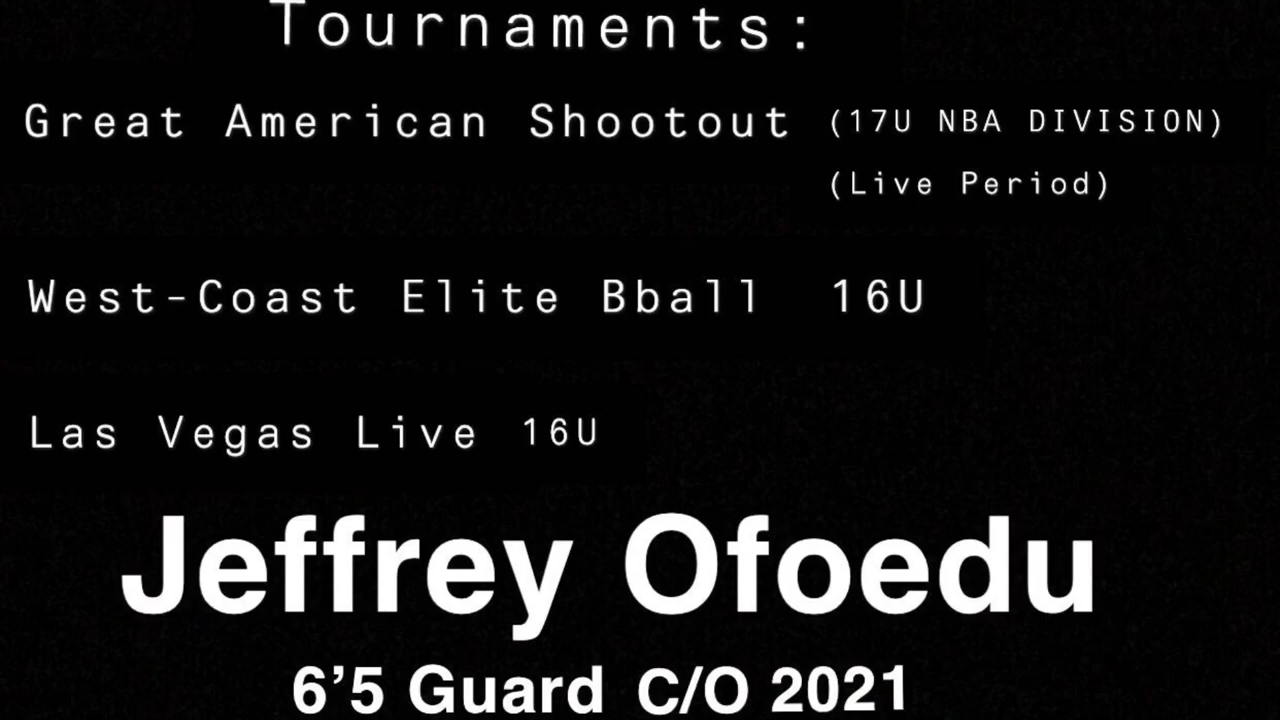 Tournaments:
Great American Shootout (17U NBA DIVISION)
(Live Period)
West-Coast Elite Bball 16U
Las Vegas Live 16U
Jeffrey Ofoedu
6’5 Guard C/O 2021